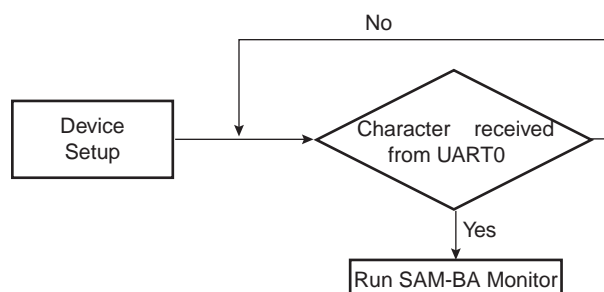 No
Device
Setup
Character received
from UART0
Yes
Run SAM-BA Monitor